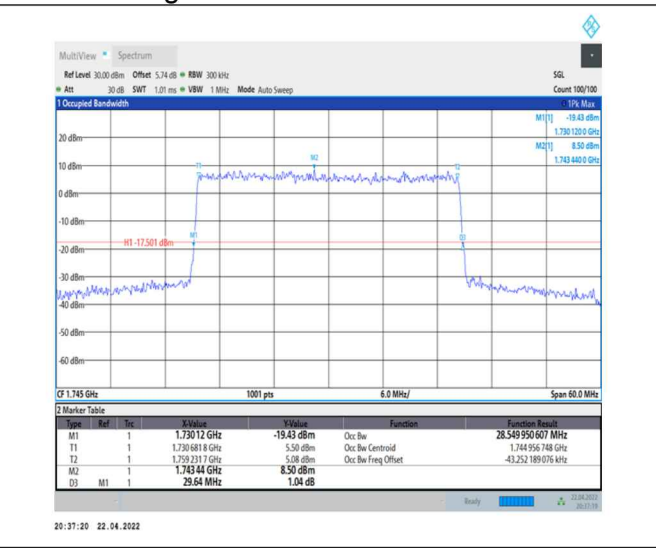 MultiView Spectrum
Ref Level 30.00 dBm Offset 5.74 dB RBW 300 kHz SGL
Att 30 dB SWT 1.01 ms VBW 1 MHz Mode Auto Sweep Count 100/100
1 Occupied Bandwidth 1Pk Max
M1[1] -19.43 dBm
1.730 120 0 GHz
M2[1] 8.50 dBm
1.743 440 0 GHz
20 dBm
M2
10 dBm
T1
0 dBm
-10 dBm
M1
D3
H1 -17.501 dBm
-20 dBm
-30 dBm
-40 dBm
-50 dBm
-60 dBm
CF 1.745 GHz 1001 pts 6.0 MHz/ Span 60.0 MHz
2 Marker Table
Type Ref Trc X-Value Y-Value Function Function Result
M1 1 1.730 12 GHz -19.43 dBm Occ Bw 28.549 950 607 MHz
T1 1 1.730 681 8 GHz 5.50 dBm Occ Bw Centroid 1.744 956 748 GHz
T2 1 1.759 231 7 GHz 5.08 dBm Occ Bw Freq Offset -43.252 189 076 kHz
M2 1 1.743 44 GHz 8.50 dBm
D3 M1 1 29.64 MHz 1.04 dB
Ready 22.04.2022
20:37:19
20:37:20 22.04.2022